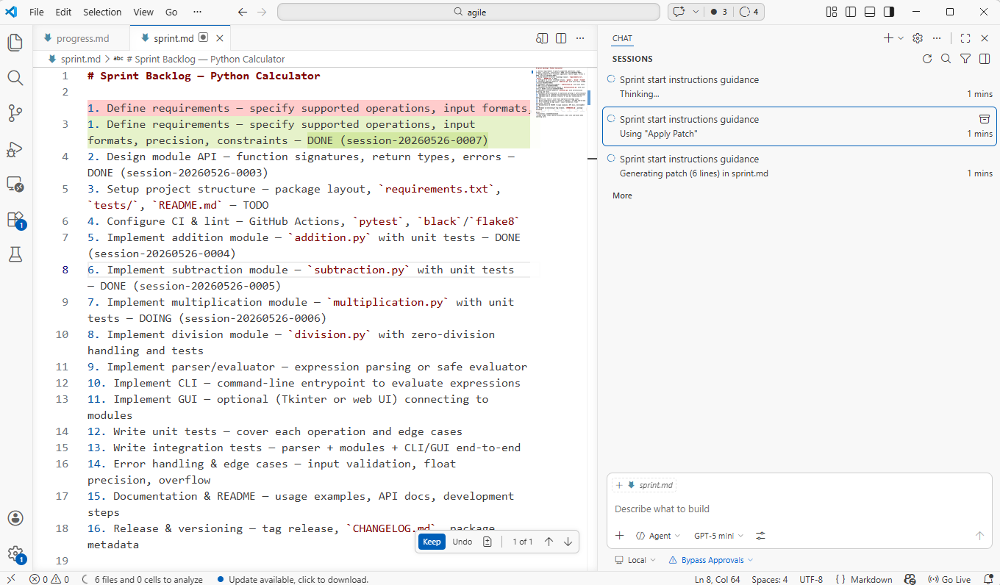 File Edit Selection View Go ··· agile 3 4
progress.md sprint.md
sprint.md > # Sprint Backlog — Python Calculator
1 # Sprint Backlog — Python Calculator
2
1. Define requirements — specify supported operations, input formats,
3 1. Define requirements — specify supported operations, input
formats, precision, constraints — DONE (session-20260526-0007)
4 2. Design module API — function signatures, return types, errors —
DONE (session-20260526-0003)
5 3. Setup project structure — package layout, `requirements.txt`,
`tests/`, `README.md` — TODO
6 4. Configure CI & lint — GitHub Actions, `pytest`, `black`/`flake8`
7 5. Implement addition module — `addition.py` with unit tests — DONE
(session-20260526-0004)
8 6. Implement subtraction module — `subtraction.py` with unit tests
— DONE (session-20260526-0005)
9 7. Implement multiplication module — `multiplication.py` with unit
tests — DOING (session-20260526-0006)
10 8. Implement division module — `division.py` with zero-division
handling and tests
11 9. Implement parser/evaluator — expression parsing or safe evaluator
12 10. Implement CLI — command-line entrypoint to evaluate expressions
13 11. Implement GUI — optional (Tkinter or web UI) connecting to
modules
14 12. Write unit tests — cover each operation and edge cases
15 13. Write integration tests — parser + modules + CLI/GUI end-to-end
16 14. Error handling & edge cases — input validation, float
precision, overflow
17 15. Documentation & README — usage examples, API docs, development
steps
18 16. Release & versioning — tag release, `CHANGELOG.md`, package
metadata
19
Keep Undo 1 of 1
1
1
CHAT
SESSIONS
Sprint start instructions guidance
Thinking... 1 mins
Sprint start instructions guidance
Using "Apply Patch" 1 mins
Sprint start instructions guidance
Generating patch (6 lines) in sprint.md 1 mins
More
sprint.md
Describe what to build
Agent GPT-5 mini
Local Bypass Approvals
0 0 6 files and 0 cells to analyze Update available, click to download. Ln 8, Col 64 Spaces: 4 UTF-8 { } Markdown Go Live